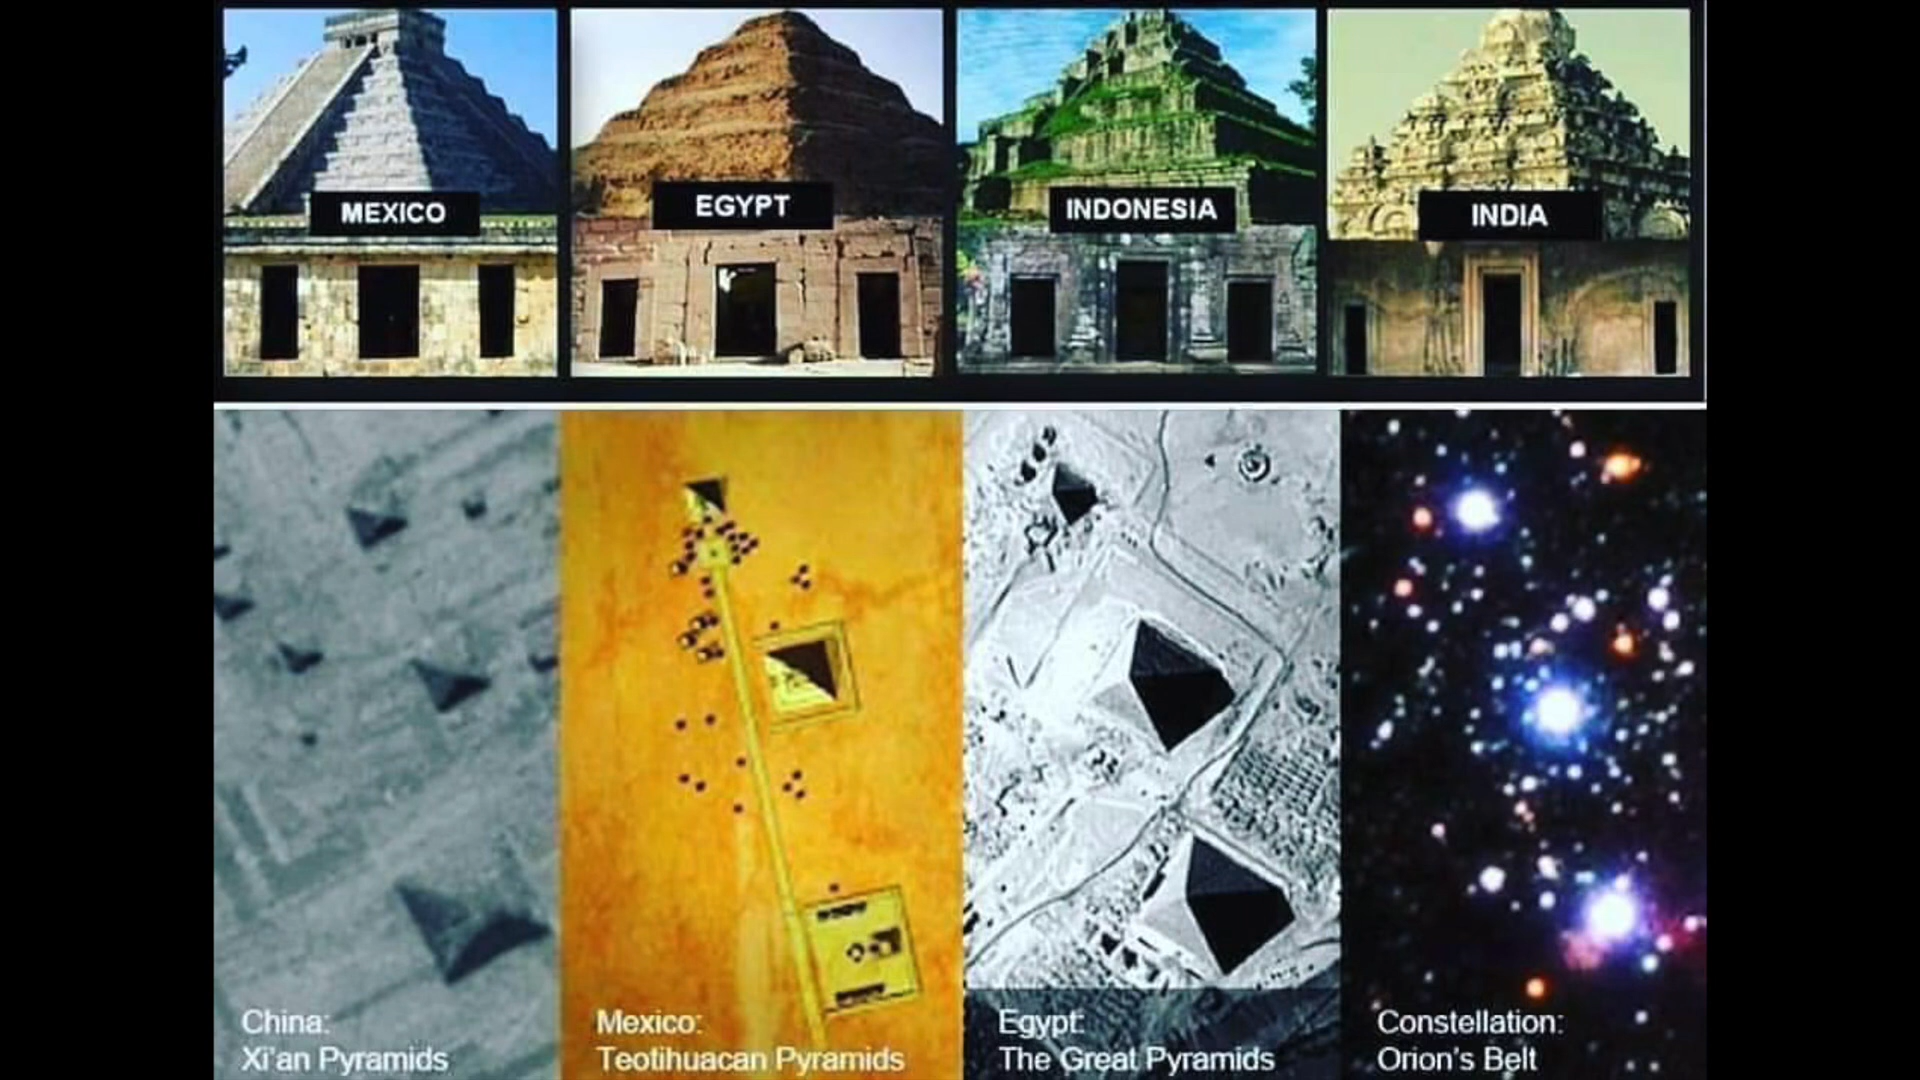 MEXICO
EGYPT
INDONESIA
INDIA
China:
Xi'an Pyramids
Mexico:
Teotihuacan Pyramids
Egypt:
The Great Pyramids
Constellation:
Orion's Belt